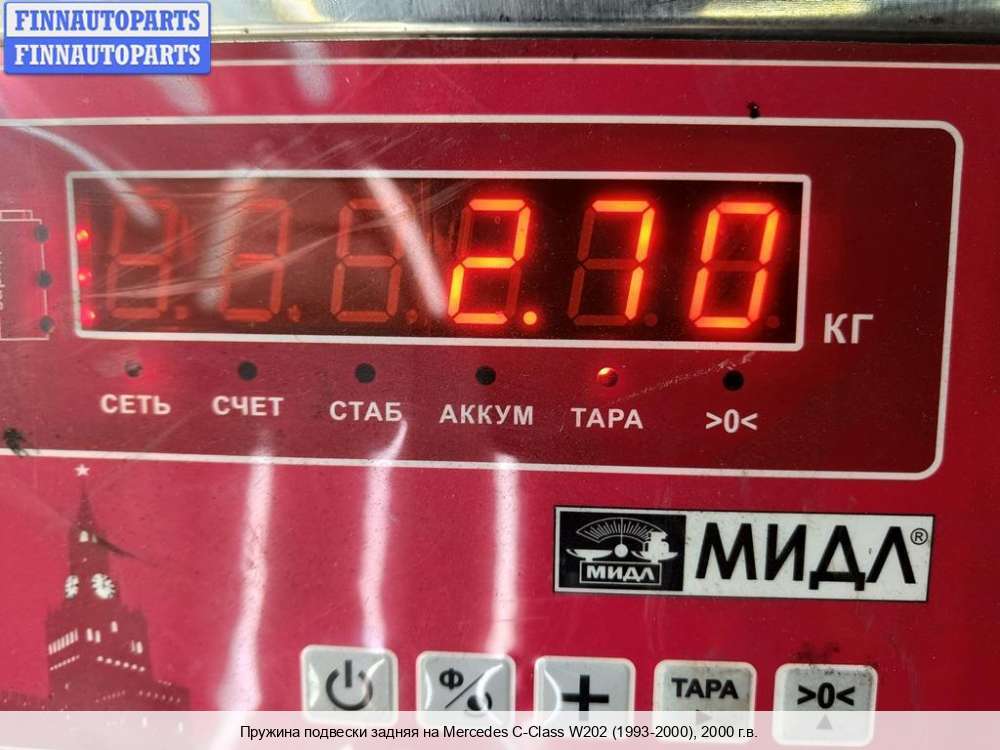 FINNAUTOPARTS
FINNAUTOPARTS
2.70
КГ
СЕТЬ СЧЕТ СТАБ АККУМ ТАРА >0<
МИДЛ МИДЛ®
Ф ТАРА >0<
Пружина подвески задняя на Mercedes C-Class W202 (1993-2000), 2000 г.в.